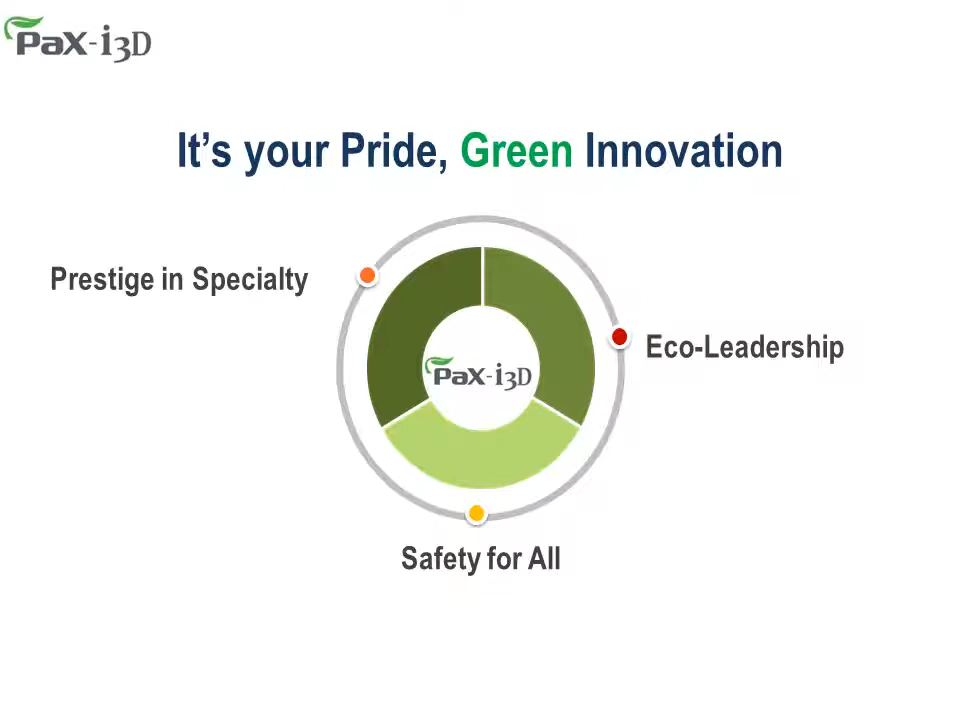 PaX-i3D
It's your Pride, Green Innovation
Prestige in Specialty
Eco-Leadership
PaX-i3D
Safety for All